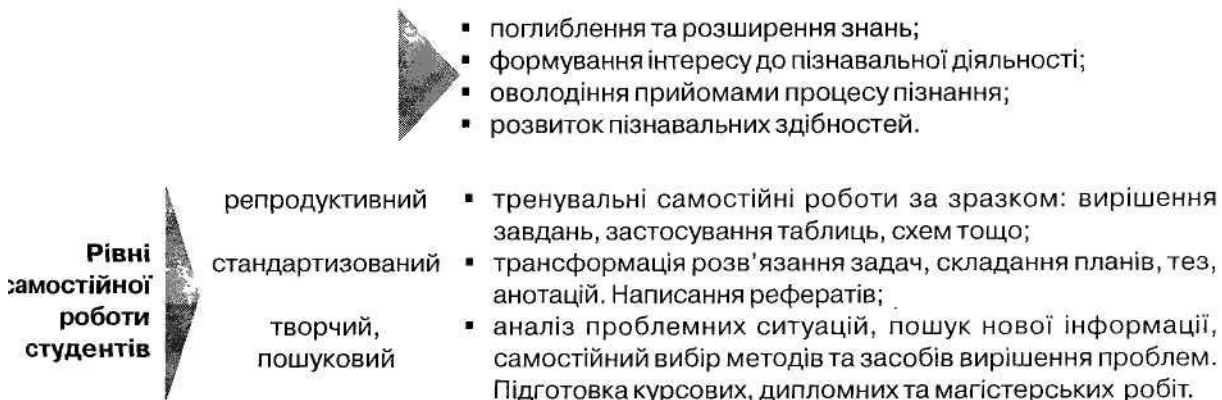 ▪ поглиблення та розширення знань;
▪ формування інтересу до пізнавальної діяльності;
▪ оволодіння прийомами процесу пізнання;
▪ розвиток пізнавальних здібностей.
Рівні
самостійної
роботи
студентів
репродуктивний
▪ тренувальні самостійні роботи за зразком: вирішення
завдань, застосування таблиць, схем тощо;
стандартизований
▪ трансформація розв'язання задач, складання планів, тез,
анотацій. Написання рефератів;
творчий,
пошуковий
▪ аналіз проблемних ситуацій, пошук нової інформації,
самостійний вибір методів та засобів вирішення проблем.
Підготовка курсових, дипломних та магістерських робіт.